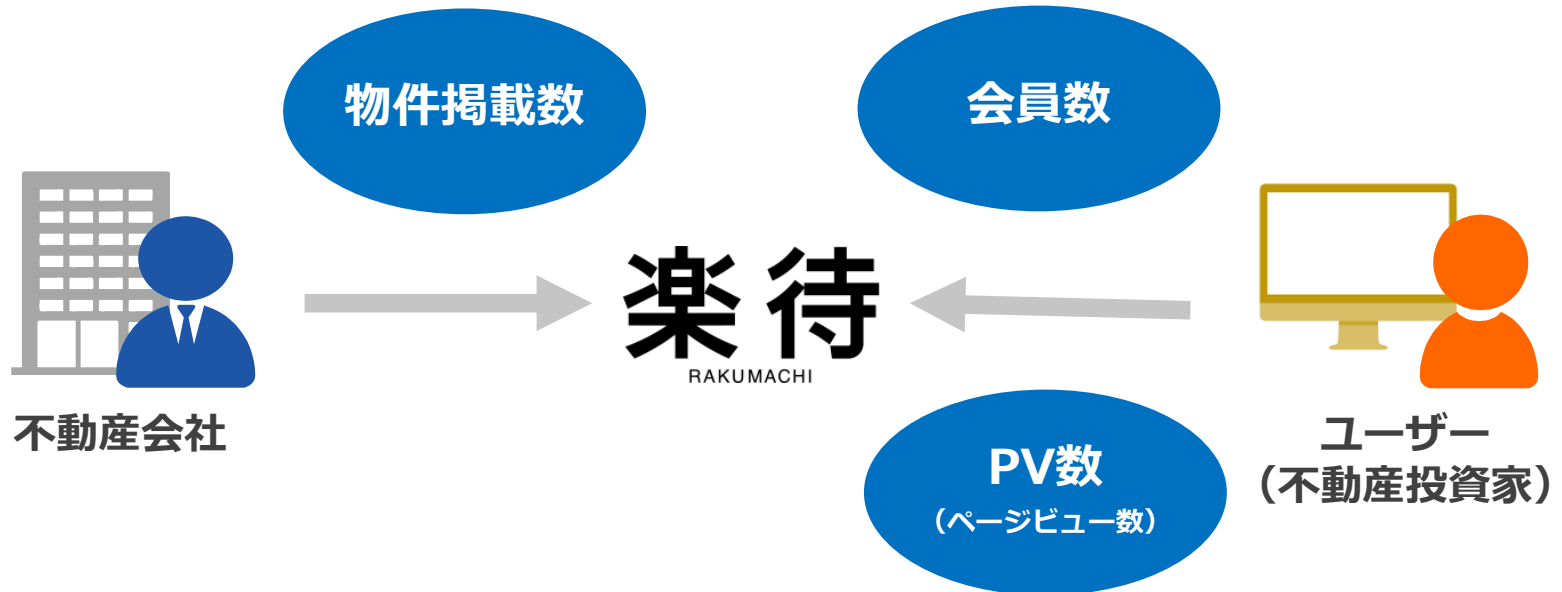 物件掲載数
会員数
楽待
RAKUMACHI
不動産会社
ユーザー
（不動産投資家）
PV数
（ページビュー数）